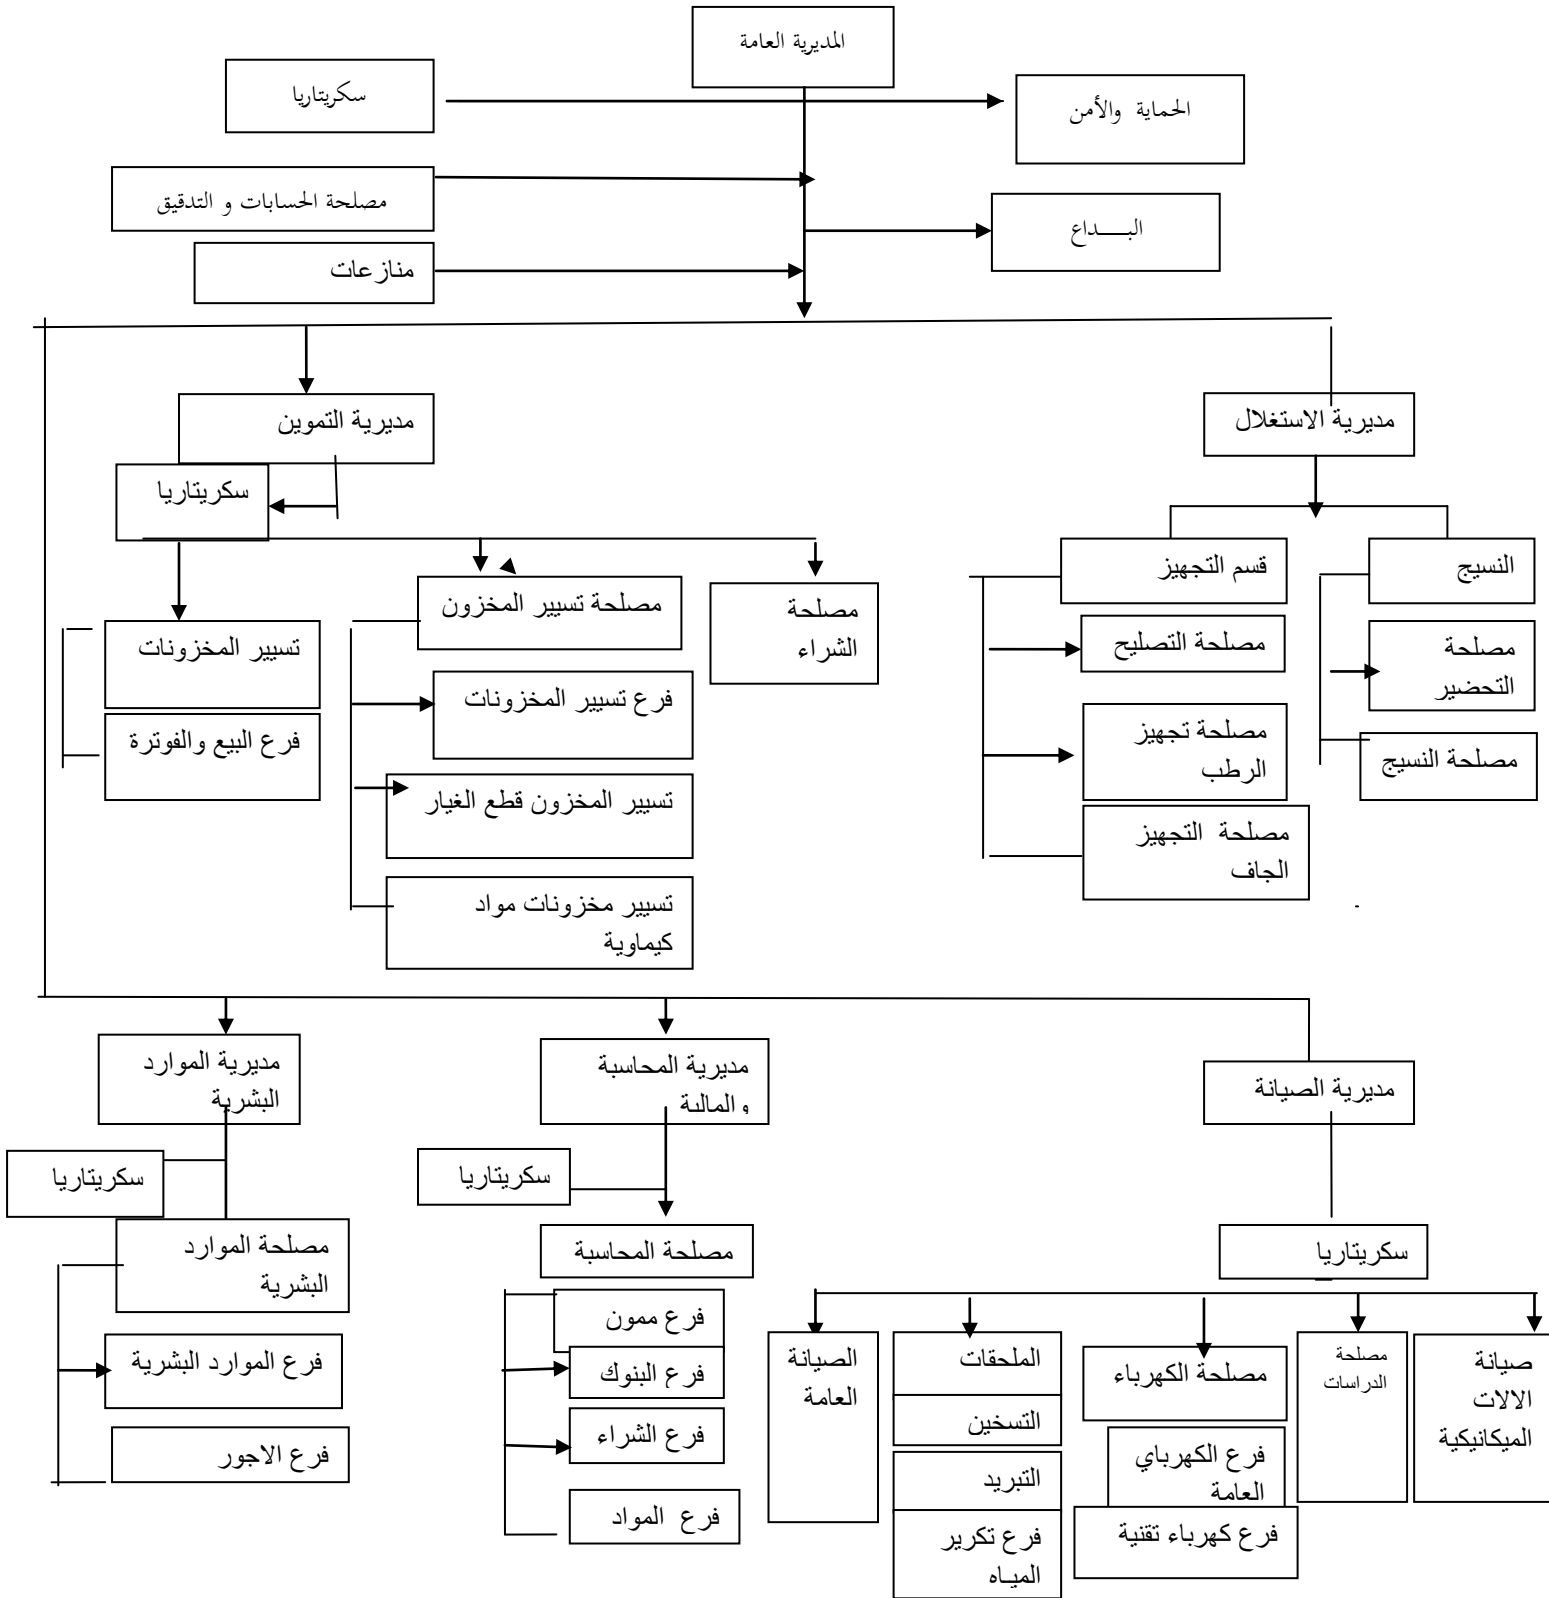 المديرية العامة
سكريتاريا
الحماية والأمن
مصلحة الحسابات و التدقيق
البـــــداع
منازعات
مديرية التموين
مديرية الاستغلال
سكريتاريا
النسيج
قسم التجهيز
مصلحة
الشراء
مصلحة تسيير المخزون
تسيير المخزونات
مصلحة
التحضير
مصلحة التصليح
فرع تسيير المخزونات
فرع البيع والفوترة
مصلحة النسيج
مصلحة تجهيز
الرطب
تسيير المخزون قطع الغيار
مصلحة التجهيز
الجاف
تسيير مخزونات مواد
كيماوية
مديرية الصيانة
مديرية المحاسبة
والمالية
مديرية الموارد
البشرية
سكريتاريا
سكريتاريا
سكريتاريا
مصلحة المحاسبة
مصلحة الموارد
البشرية
صيانة
الالات
الميكانيكية
مصلحة
الدراسات
مصلحة الكهرباء
فرع الكهرباي
العامة
فرع كهرباء تقنية
الملحقات
التسخين
التبريد
فرع تكرير
الميـاه
الصيانة
العامة
فرع ممون
فرع البنوك
فرع الشراء
فرع المواد
فرع الموارد البشرية
فرع الاجور